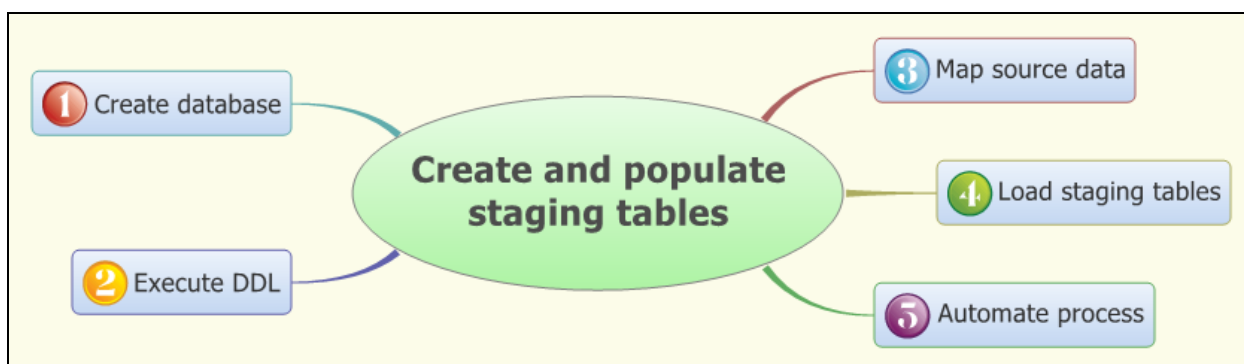 1 Create database
2 Execute DDL
Create and populate
staging tables
3 Map source data
4 Load staging tables
5 Automate process